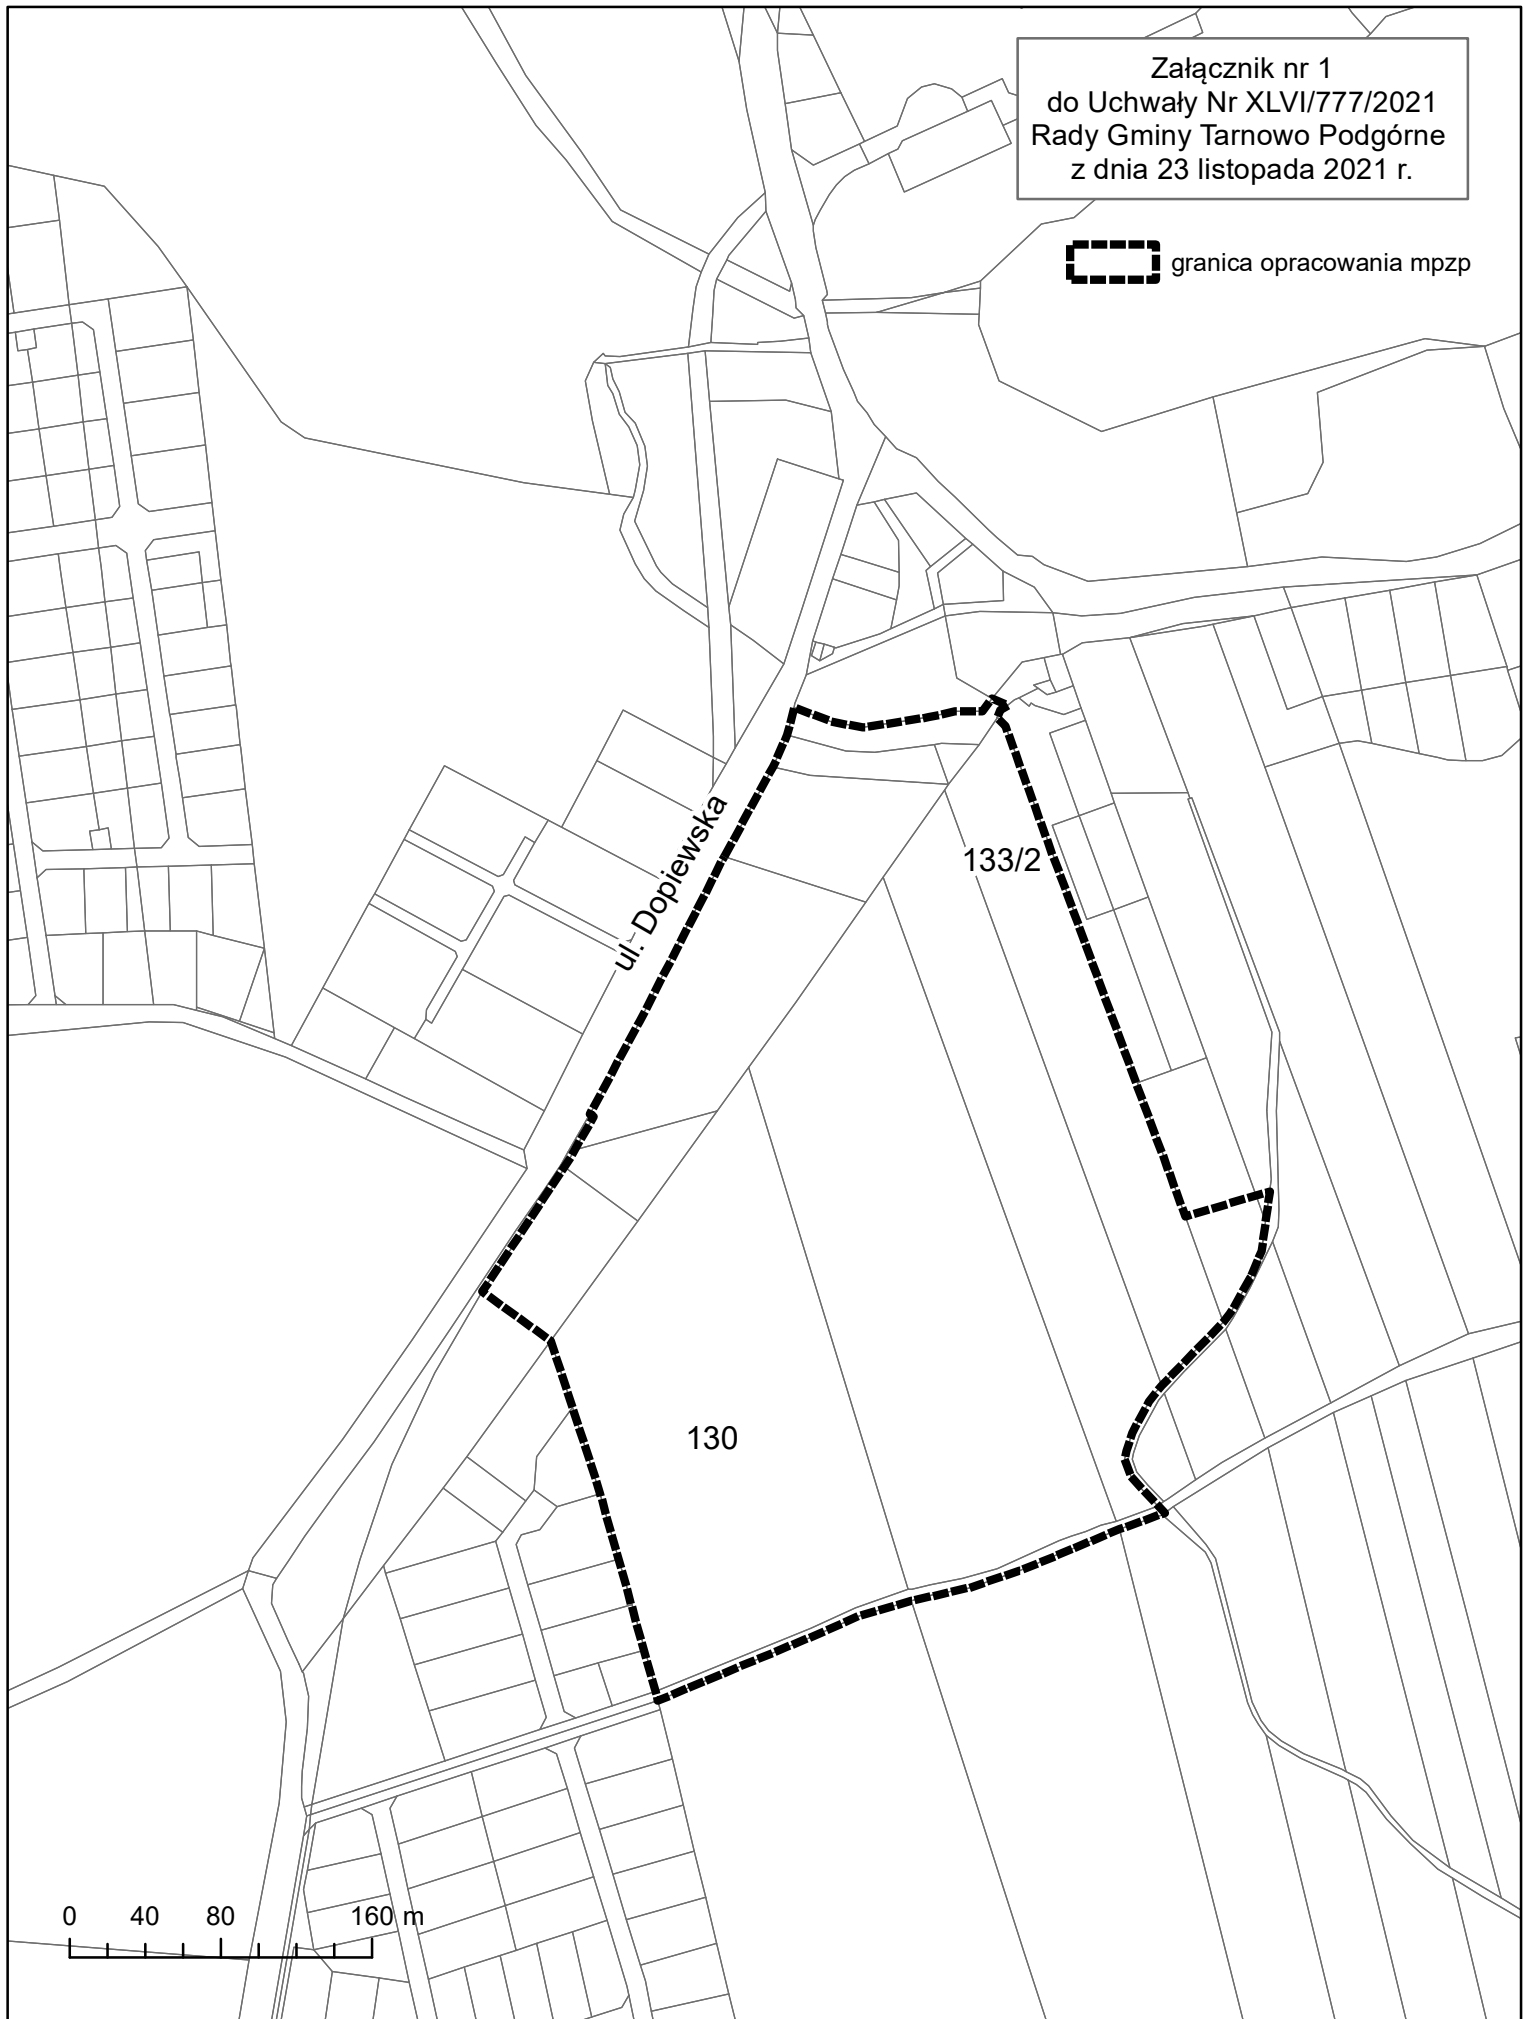 Załącznik nr 1
do Uchwały Nr XLVI/777/2021
Rady Gminy Tarnowo Podgórne
z dnia 23 listopada 2021 r.
granica opracowania mpzp
ul. Dopiewska
133/2
130
0 40 80 160 m